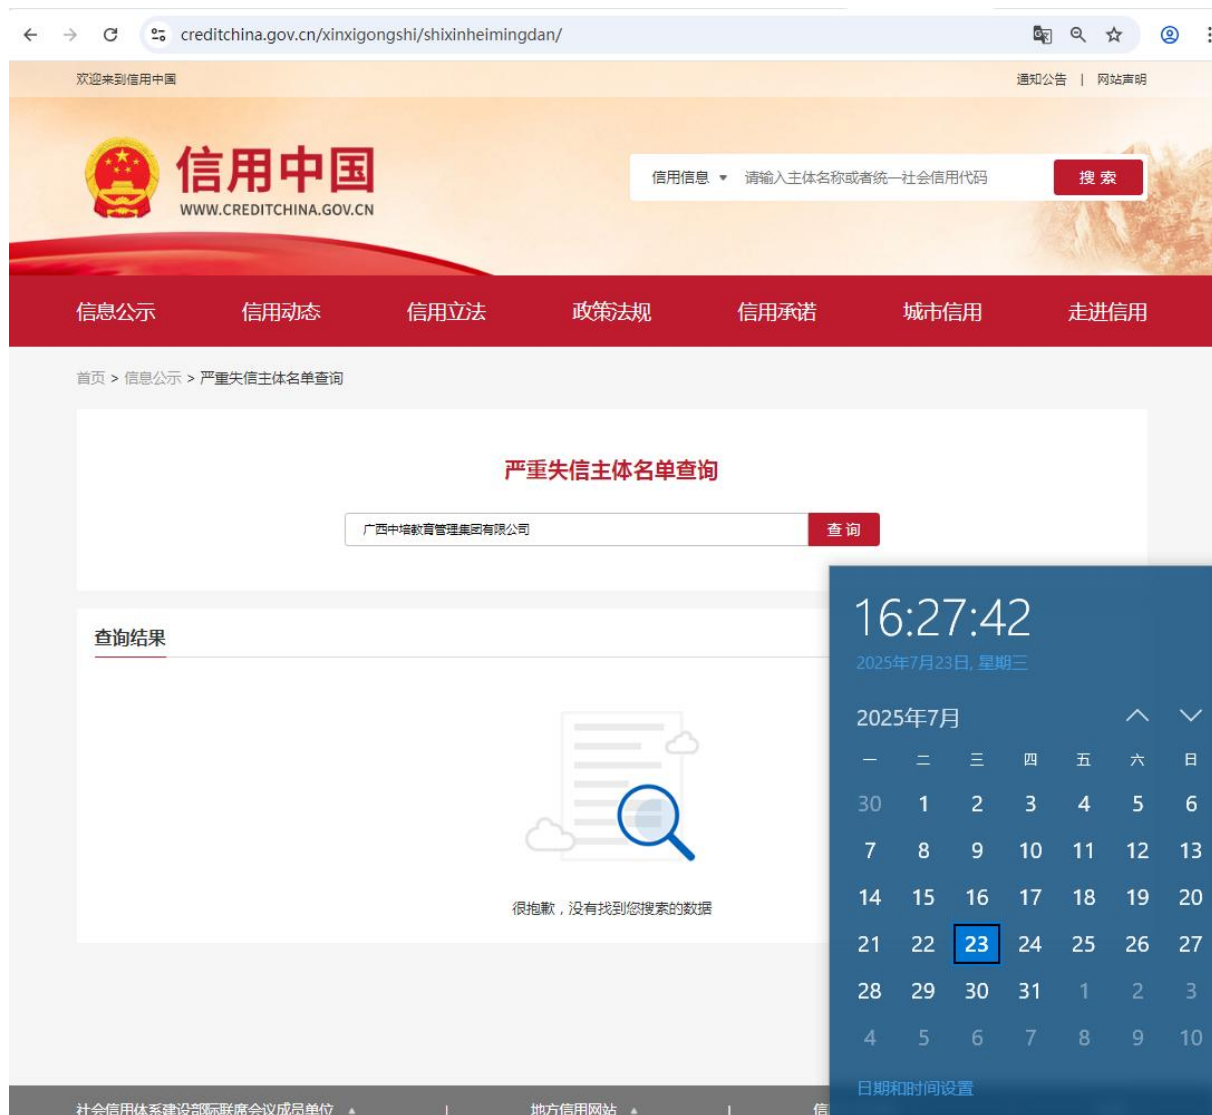 creditchina.gov.cn/xinxigongshi/shixinheimingdan/
欢迎来到信用中国
通知公告 | 网站声明
信用中国
WWW.CREDITCHINA.GOV.CN
信用信息 请输入主体名称或者统一社会信用代码 搜索
信息公示 信用动态 信用立法 政策法规 信用承诺 城市信用 走进信用
首页 > 信息公示 > 严重失信主体名单查询
严重失信主体名单查询
广西中培教育管理集团有限公司 查询
查询结果
很抱歉，没有找到您搜索的数据
16:27:42
2025年7月23日, 星期三
2025年7月
一 二 三 四 五 六 日
30 1 2 3 4 5 6
7 8 9 10 11 12 13
14 15 16 17 18 19 20
21 22 23 24 25 26 27
28 29 30 31 1 2 3
4 5 6 7 8 9 10
日期和时间设置
社会信用体系建设部际联席会议成员单位 | 地方信用网站 | 信